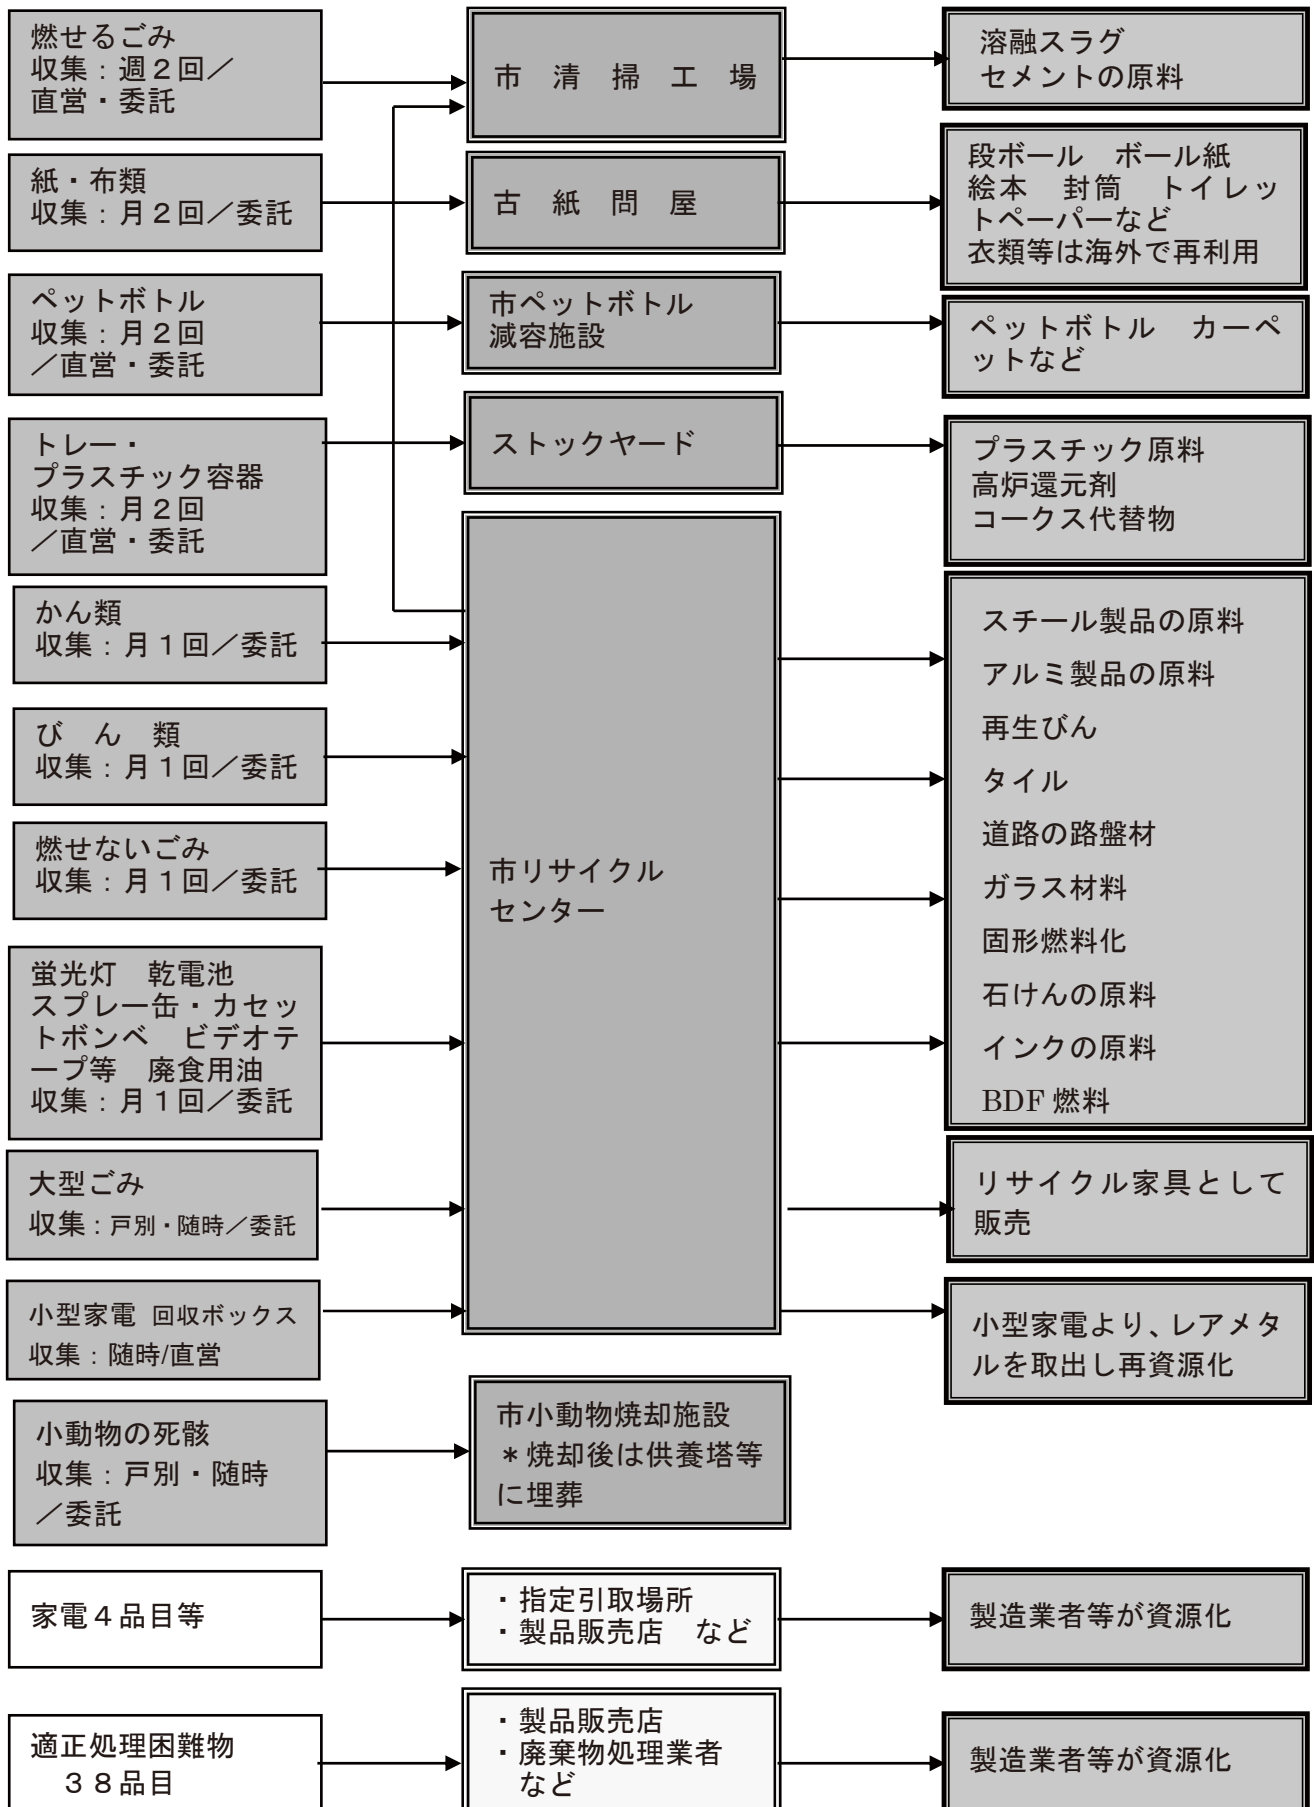 燃せるごみ
収集：週２回／
直営・委託
市　清　掃　工　場
溶融スラグ
セメントの原料
紙・布類
収集：月２回／委託
古　紙　問　屋
段ボール　ボール紙
絵本　封筒　トイレッ
トペーパーなど
衣類等は海外で再利用
ペットボトル
収集：月２回
／直営・委託
市ペットボトル
減容施設
ペットボトル　カーペ
ットなど
トレー・
プラスチック容器
収集：月２回
／直営・委託
ストックヤード
プラスチック原料
高炉還元剤
コークス代替物
かん類
収集：月１回／委託
び　ん　類
収集：月１回／委託
燃せないごみ
収集：月１回／委託
蛍光灯　乾電池
スプレー缶・カセッ
トボンベ　ビデオテ
ープ等　廃食用油
収集：月１回／委託
大型ごみ
収集：戸別・随時／委託
小型家電 回収ボックス
収集：随時/直営
市リサイクル
センター
スチール製品の原料
アルミ製品の原料
再生びん
タイル
道路の路盤材
ガラス材料
固形燃料化
石けんの原料
インクの原料
BDF 燃料
リサイクル家具として
販売
小型家電より、レアメタ
ルを取出し再資源化
小動物の死骸
収集：戸別・随時
／委託
市小動物焼却施設
＊焼却後は供養塔等
に埋葬
家電４品目等
・指定引取場所
・製品販売店　など
製造業者等が資源化
適正処理困難物
３８品目
・製品販売店
・廃棄物処理業者
など
製造業者等が資源化